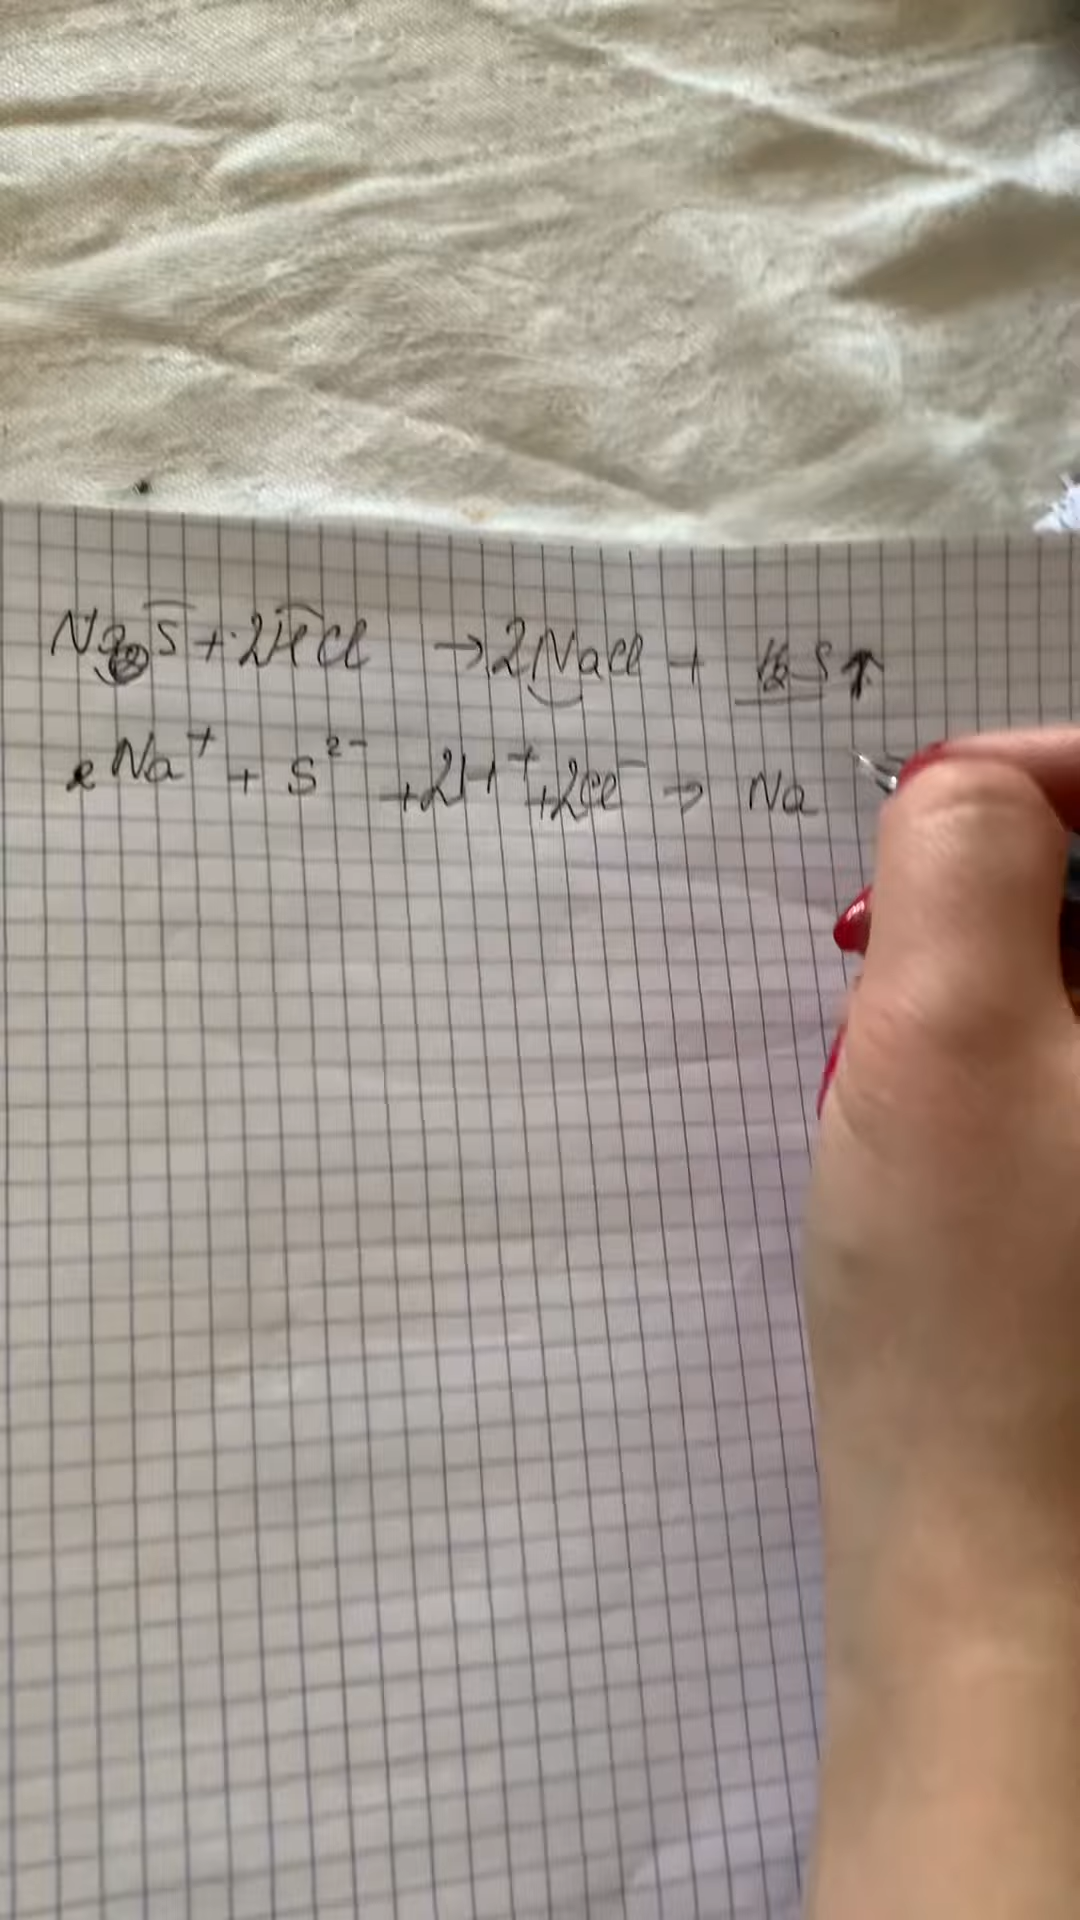 Na₂S + 2HCl → 2NaCl + H₂S↑
2Na⁺ + S²⁻ + 2H⁺ + 2Cl⁻ → Na